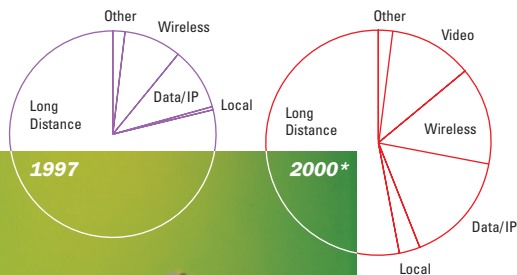 Other
Wireless
Data/IP
Local
Long
Distance
1997
Other
Video
Wireless
Data/IP
Local
Long
Distance
2000*